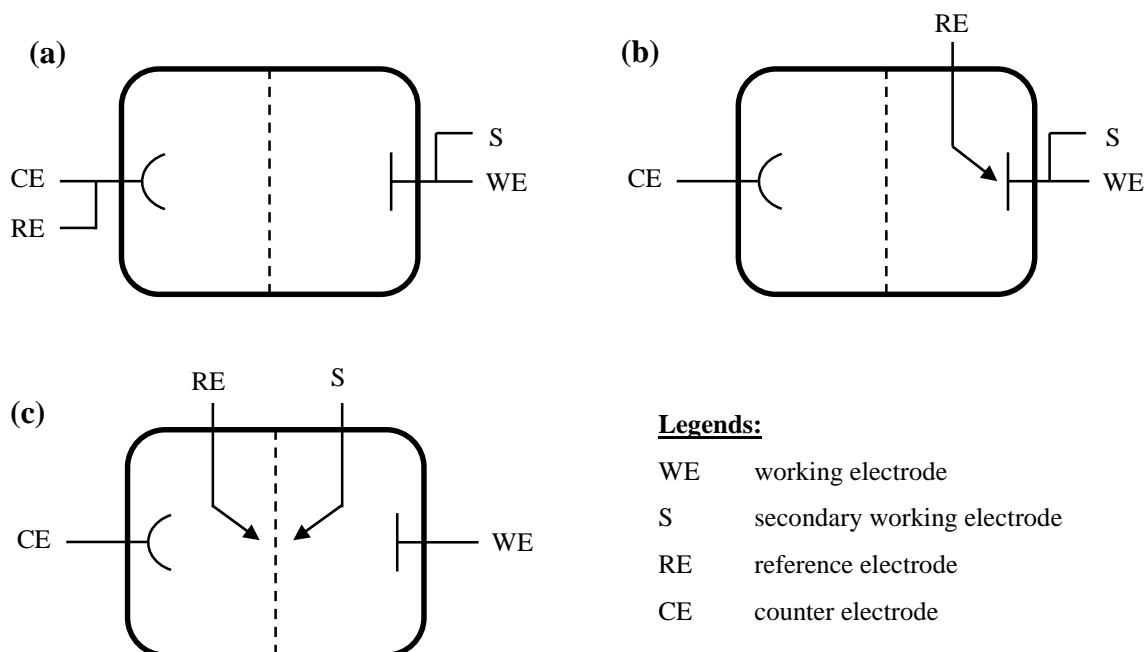 (a)
CE
RE
S
WE
(b)
RE
CE
S
WE
(c)
RE
S
CE
WE
Legends:
WE working electrode
S secondary working electrode
RE reference electrode
CE counter electrode